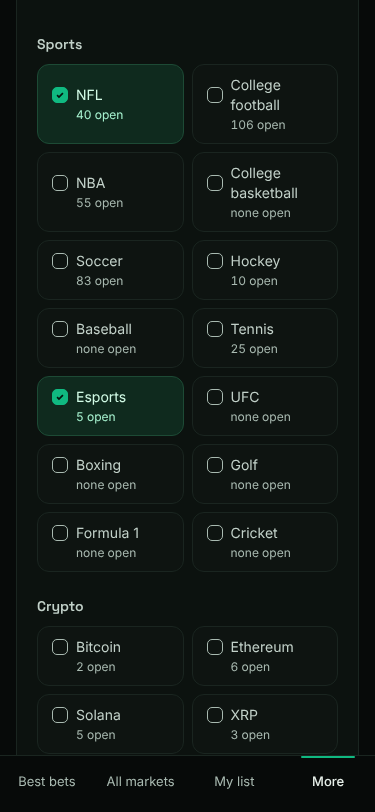 Sports
NFL
40 open
College
football
106 open
NBA
55 open
College
basketball
none open
Soccer
83 open
Hockey
10 open
Baseball
none open
Tennis
25 open
Esports
5 open
UFC
none open
Boxing
none open
Golf
none open
Formula 1
none open
Cricket
none open
Crypto
Bitcoin
2 open
Ethereum
6 open
Solana
5 open
XRP
3 open
Best bets
All markets
My list
More